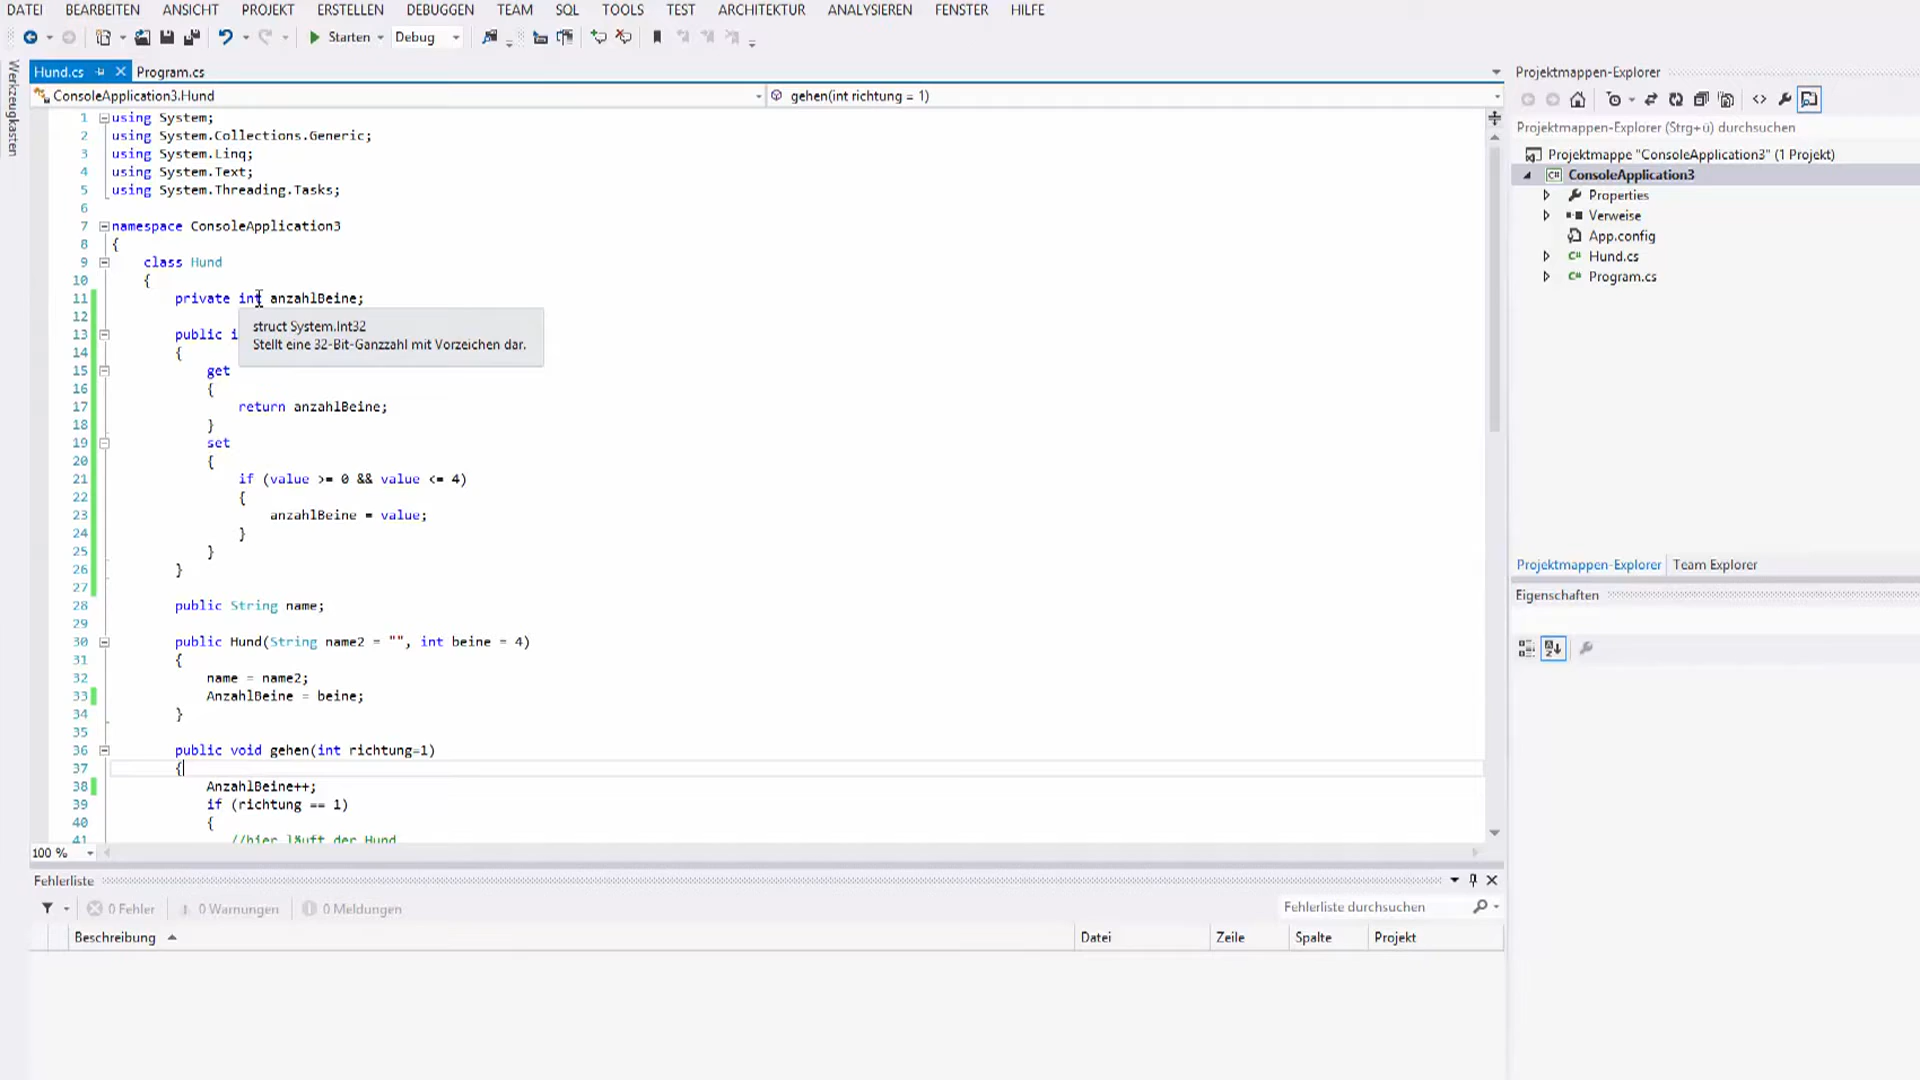 DATEI BEARBEITEN ANSICHT PROJEKT ERSTELLEN DEBUGGEN TEAM SQL TOOLS TEST ARCHITEKTUR ANALYSIEREN FENSTER HILFE
Starten Debug
Werkzeugkasten
Hund.cs Program.cs
ConsoleApplication3.Hund gehen(int richtung = 1)
1 using System;
2 using System.Collections.Generic;
3 using System.Linq;
4 using System.Text;
5 using System.Threading.Tasks;
6
7 namespace ConsoleApplication3
8 {
9 class Hund
10 {
11 private int anzahlBeine;
12
struct System.Int32
13 public i
Stellt eine 32-Bit-Ganzzahl mit Vorzeichen dar.
14 {
15 get
16 {
17 return anzahlBeine;
18 }
19 set
20 {
21 if (value >= 0 && value <= 4)
22 {
23 anzahlBeine = value;
24 }
25 }
26 }
27
28 public String name;
29
30 public Hund(String name2 = "", int beine = 4)
31 {
32 name = name2;
33 AnzahlBeine = beine;
34 }
35
36 public void gehen(int richtung=1)
37 {
38 AnzahlBeine++;
39 if (richtung == 1)
40 {
41 //hier läuft der Hund
100 %
Fehlerliste
0 Fehler 0 Warnungen 0 Meldungen
Fehlerliste durchsuchen
Beschreibung Datei Zeile Spalte Projekt
Projektmappen-Explorer
Projektmappen-Explorer (Strg+ü) durchsuchen
Projektmappe "ConsoleApplication3" (1 Projekt)
C# ConsoleApplication3
Properties
Verweise
App.config
C# Hund.cs
C# Program.cs
Projektmappen-Explorer Team Explorer
Eigenschaften